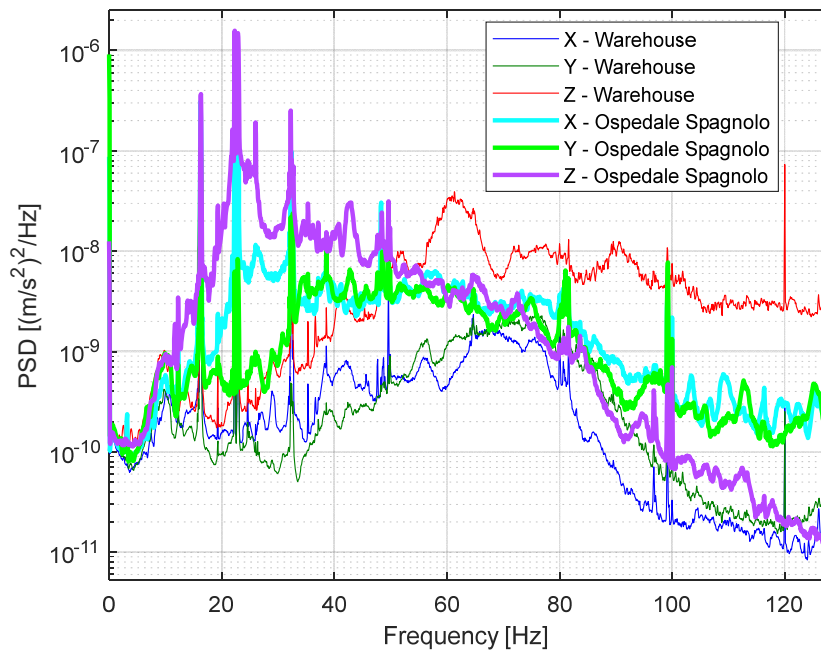 X - Warehouse
Y - Warehouse
Z - Warehouse
X - Ospedale Spagnolo
Y - Ospedale Spagnolo
Z - Ospedale Spagnolo
PSD [(m/s²)²/Hz]
10⁻⁶
10⁻⁷
10⁻⁸
10⁻⁹
10⁻¹⁰
10⁻¹¹
0 20 40 60 80 100 120
Frequency [Hz]